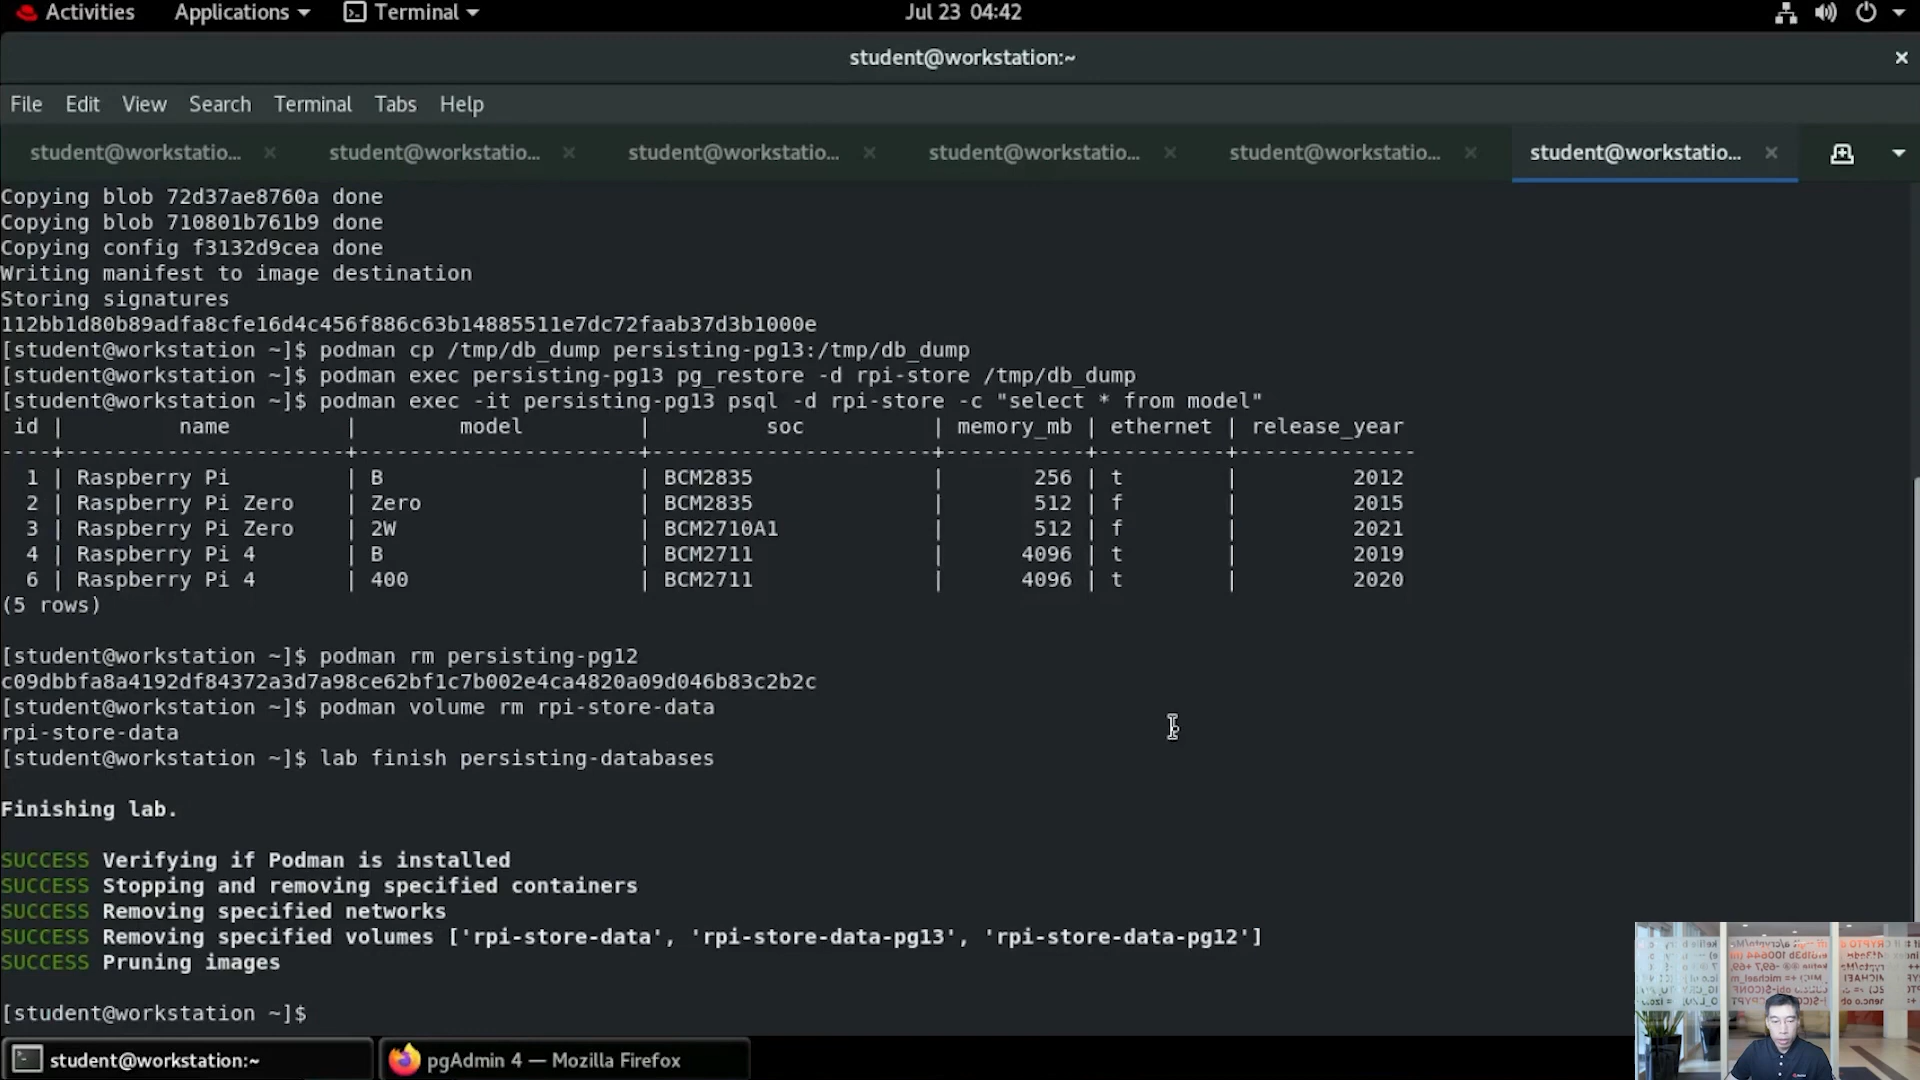 Activities Applications Terminal Jul 23 04:42
student@workstation:~
File Edit View Search Terminal Tabs Help
student@workstatio... student@workstatio... student@workstatio... student@workstatio... student@workstatio... student@workstatio...
Copying blob 72d37ae8760a done
Copying blob 710801b761b9 done
Copying config f3132d9cea done
Writing manifest to image destination
Storing signatures
112bb1d80b89adfa8cfe16d4c456f886c63b14885511e7dc72faab37d3b1000e
[student@workstation ~]$ podman cp /tmp/db_dump persisting-pg13:/tmp/db_dump
[student@workstation ~]$ podman exec persisting-pg13 pg_restore -d rpi-store /tmp/db_dump
[student@workstation ~]$ podman exec -it persisting-pg13 psql -d rpi-store -c "select * from model"
id | name | model | soc | memory_mb | ethernet | release_year
----+----------------------+----------------------+----------------------+-----------+----------+--------------
1 | Raspberry Pi | B | BCM2835 | 256 | t | 2012
2 | Raspberry Pi Zero | Zero | BCM2835 | 512 | f | 2015
3 | Raspberry Pi Zero | 2W | BCM2710A1 | 512 | f | 2021
4 | Raspberry Pi 4 | B | BCM2711 | 4096 | t | 2019
6 | Raspberry Pi 4 | 400 | BCM2711 | 4096 | t | 2020
(5 rows)
[student@workstation ~]$ podman rm persisting-pg12
c09dbbfa8a4192df84372a3d7a98ce62bf1c7b002e4ca4820a09d046b83c2b2c
[student@workstation ~]$ podman volume rm rpi-store-data
rpi-store-data
[student@workstation ~]$ lab finish persisting-databases
Finishing lab.
SUCCESS Verifying if Podman is installed
SUCCESS Stopping and removing specified containers
SUCCESS Removing specified networks
SUCCESS Removing specified volumes ['rpi-store-data', 'rpi-store-data-pg13', 'rpi-store-data-pg12']
SUCCESS Pruning images
[student@workstation ~]$
student@workstation:~ pgAdmin 4 — Mozilla Firefox